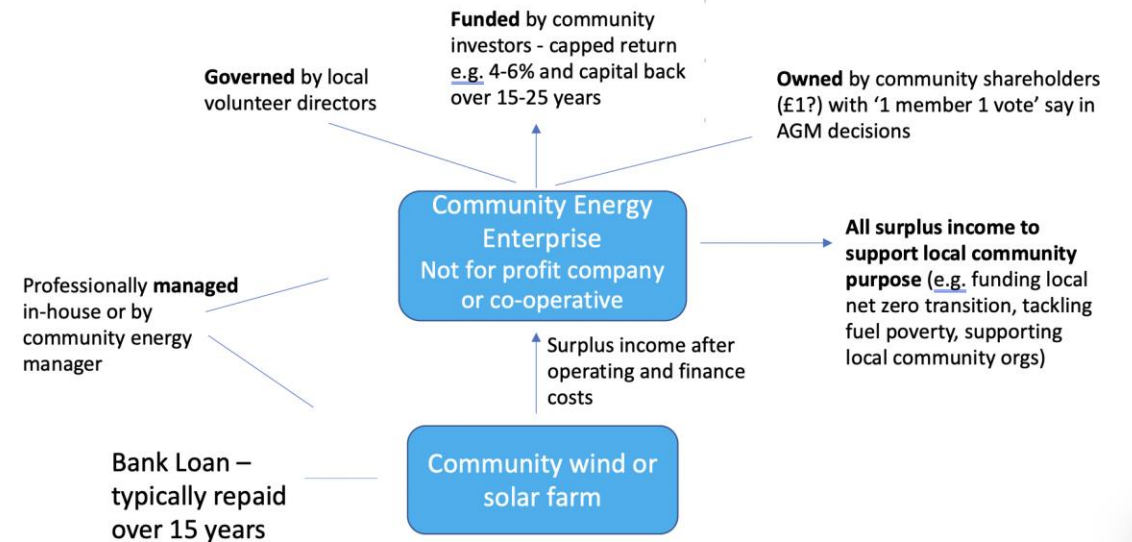 Funded by community
investors - capped return
e.g. 4-6% and capital back
over 15-25 years
Governed by local
volunteer directors
Owned by community shareholders
(£1?) with ‘1 member 1 vote’ say in
AGM decisions
Community Energy
Enterprise
Not for profit company
or co-operative
All surplus income to
support local community
purpose (e.g. funding local
net zero transition, tackling
fuel poverty, supporting
local community orgs)
Professionally managed
in-house or by
community energy
manager
Surplus income after
operating and finance
costs
Bank Loan –
typically repaid
over 15 years
Community wind or
solar farm